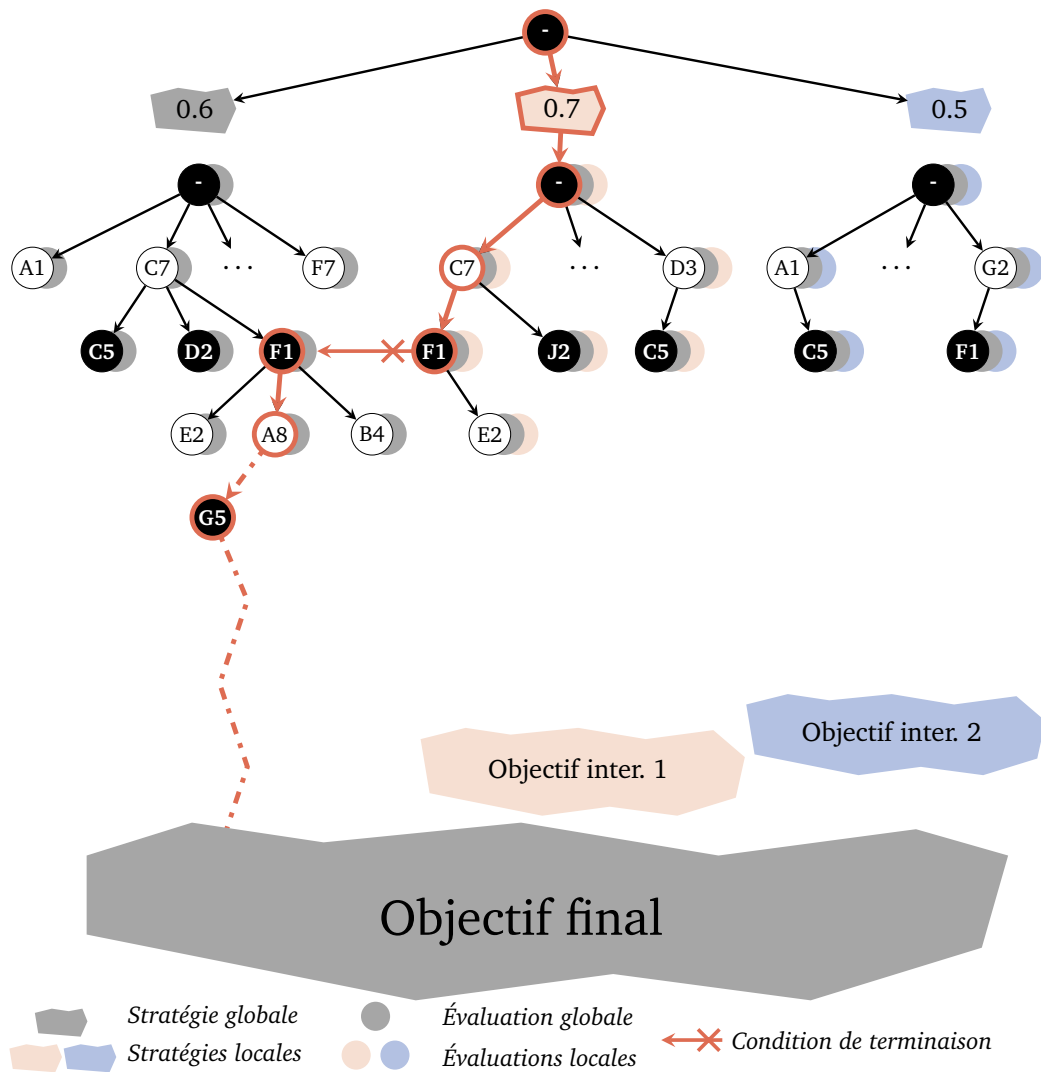 -
0.6 0.7 0.5
- - -
A1 C7 ... F7 C7 ... D3 A1 ... G2
C5 D2 F1 F1 J2 C5 C5 F1
E2 A8 B4 E2
G5
Objectif inter. 2
Objectif inter. 1
Objectif final
Stratégie globale Évaluation globale
Stratégies locales Évaluations locales Condition de terminaison